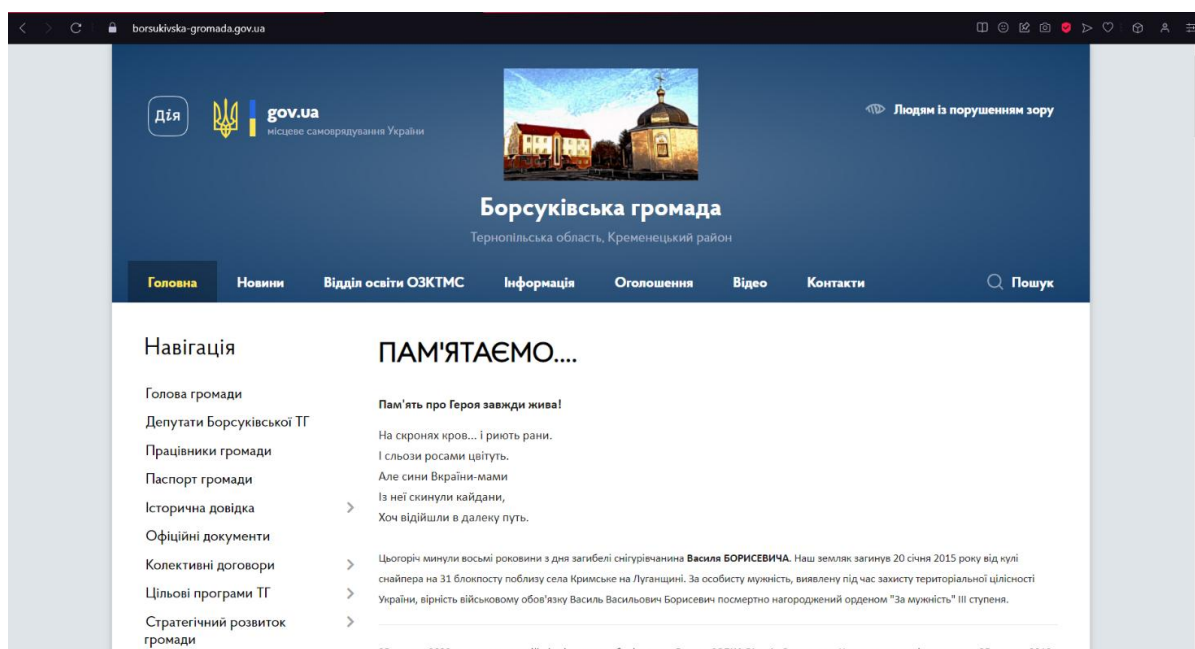 borsukivska-gromada.gov.ua
Дія
gov.ua
місцеве самоврядування України
Людям із порушенням зору
Борсуківська громада
Тернопільська область, Кременецький район
Головна Новини Відділ освіти ОЗКТМС Інформація Оголошення Відео Контакти Пошук
Навігація
Голова громади
Депутати Борсуківської ТГ
Працівники громади
Паспорт громади
Історична довідка
Офіційні документи
Колективні договори
Цільові програми ТГ
Стратегічний розвиток
громади
ПАМ'ЯТАЄМО....
Пам'ять про Героя завжди жива!
На скронях кров... і риють рани.
І сльози росами цвітуть.
Але сини Вкраїни-мами
Із неї скинули кайдани,
Хоч відійшли в далеку путь.
Цьогоріч минули восьмі роковини з дня загибелі снігурівчанина Василя БОРИСЕВИЧА. Наш земляк загинув 20 січня 2015 року від кулі
снайпера на 31 блокпосту поблизу села Кримське на Луганщині. За особисту мужність, виявлену під час захисту територіальної цілісності
України, вірність військовому обов'язку Василь Васильович Борисевич посмертно нагороджений орденом "За мужність" ІІІ ступеня.